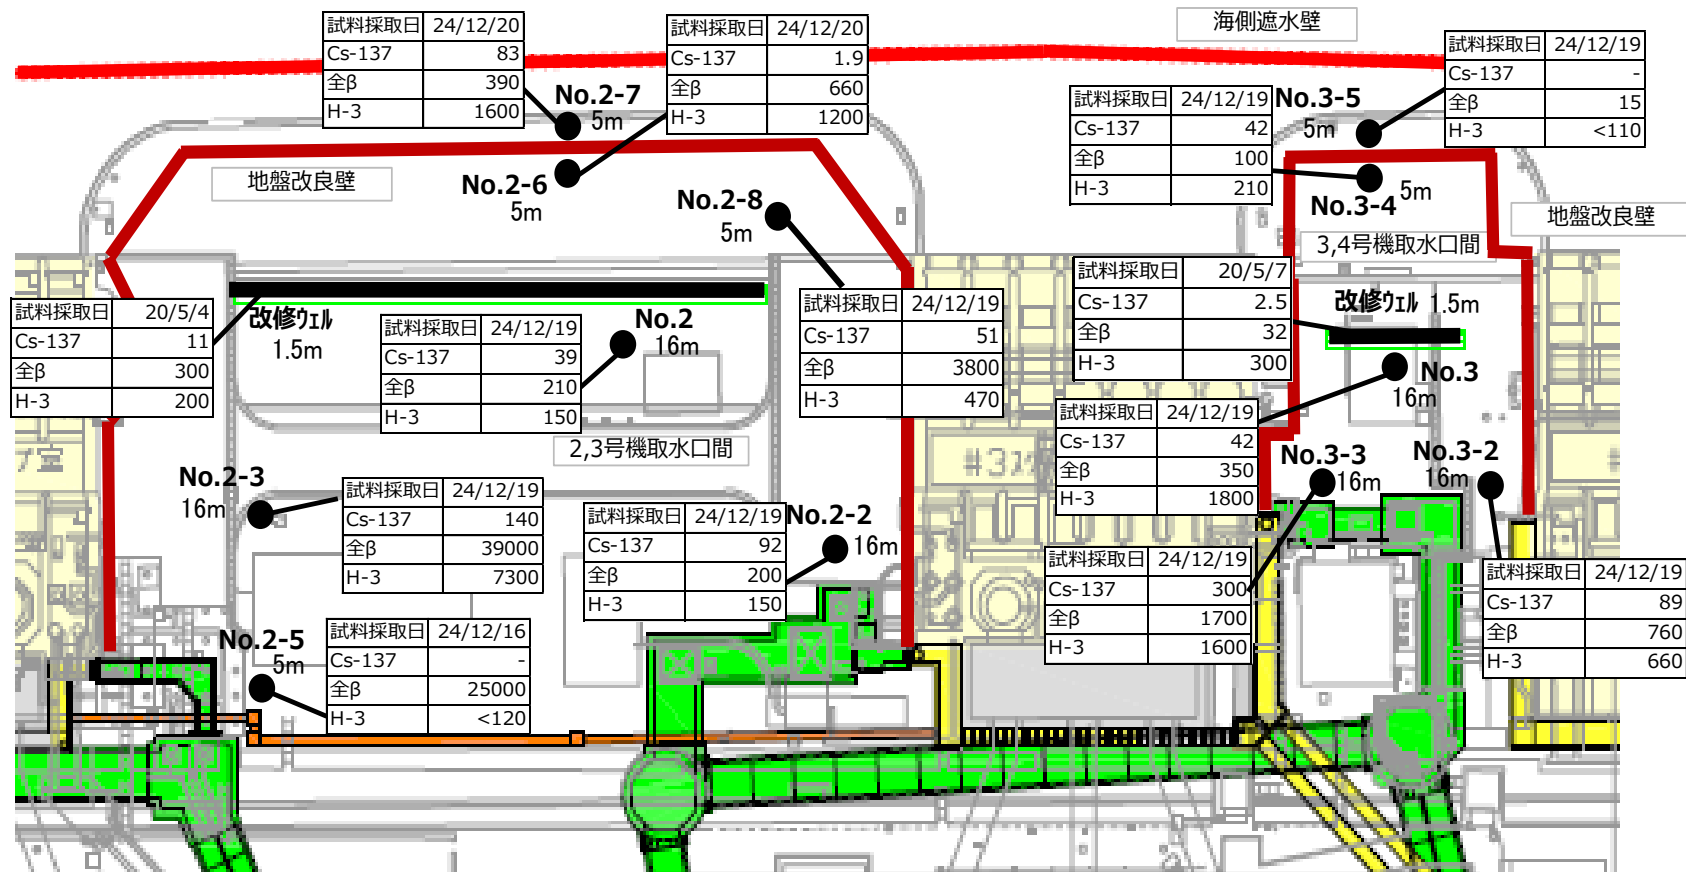 海側遮水壁
試料採取日 24/12/20
Cs-137 83
全β 390
H-3 1600
No.2-7
5m
試料採取日 24/12/20
Cs-137 1.9
全β 660
H-3 1200
No.2-6
5m
地盤改良壁
No.2-8
5m
試料採取日 24/12/19
Cs-137 51
全β 3800
H-3 470
試料採取日 20/5/4
Cs-137 11
全β 300
H-3 200
改修ウェル
1.5m
試料採取日 24/12/19
Cs-137 39
全β 210
H-3 150
No.2
16m
2,3号機取水口間
No.2-3
16m
試料採取日 24/12/19
Cs-137 140
全β 39000
H-3 7300
試料採取日 24/12/19
Cs-137 92
全β 200
H-3 150
No.2-2
16m
No.2-5
5m
試料採取日 24/12/16
Cs-137 -
全β 25000
H-3 <120
試料採取日 24/12/19
Cs-137 -
全β 15
H-3 <110
No.3-5
5m
試料採取日 24/12/19
Cs-137 42
全β 100
H-3 210
No.3-4
5m
地盤改良壁
3,4号機取水口間
試料採取日 20/5/7
Cs-137 2.5
全β 32
H-3 300
改修ウェル 1.5m
No.3
16m
試料採取日 24/12/19
Cs-137 42
全β 350
H-3 1800
No.3-3
16m
No.3-2
16m
試料採取日 24/12/19
Cs-137 300
全β 1700
H-3 1600
試料採取日 24/12/19
Cs-137 89
全β 760
H-3 660